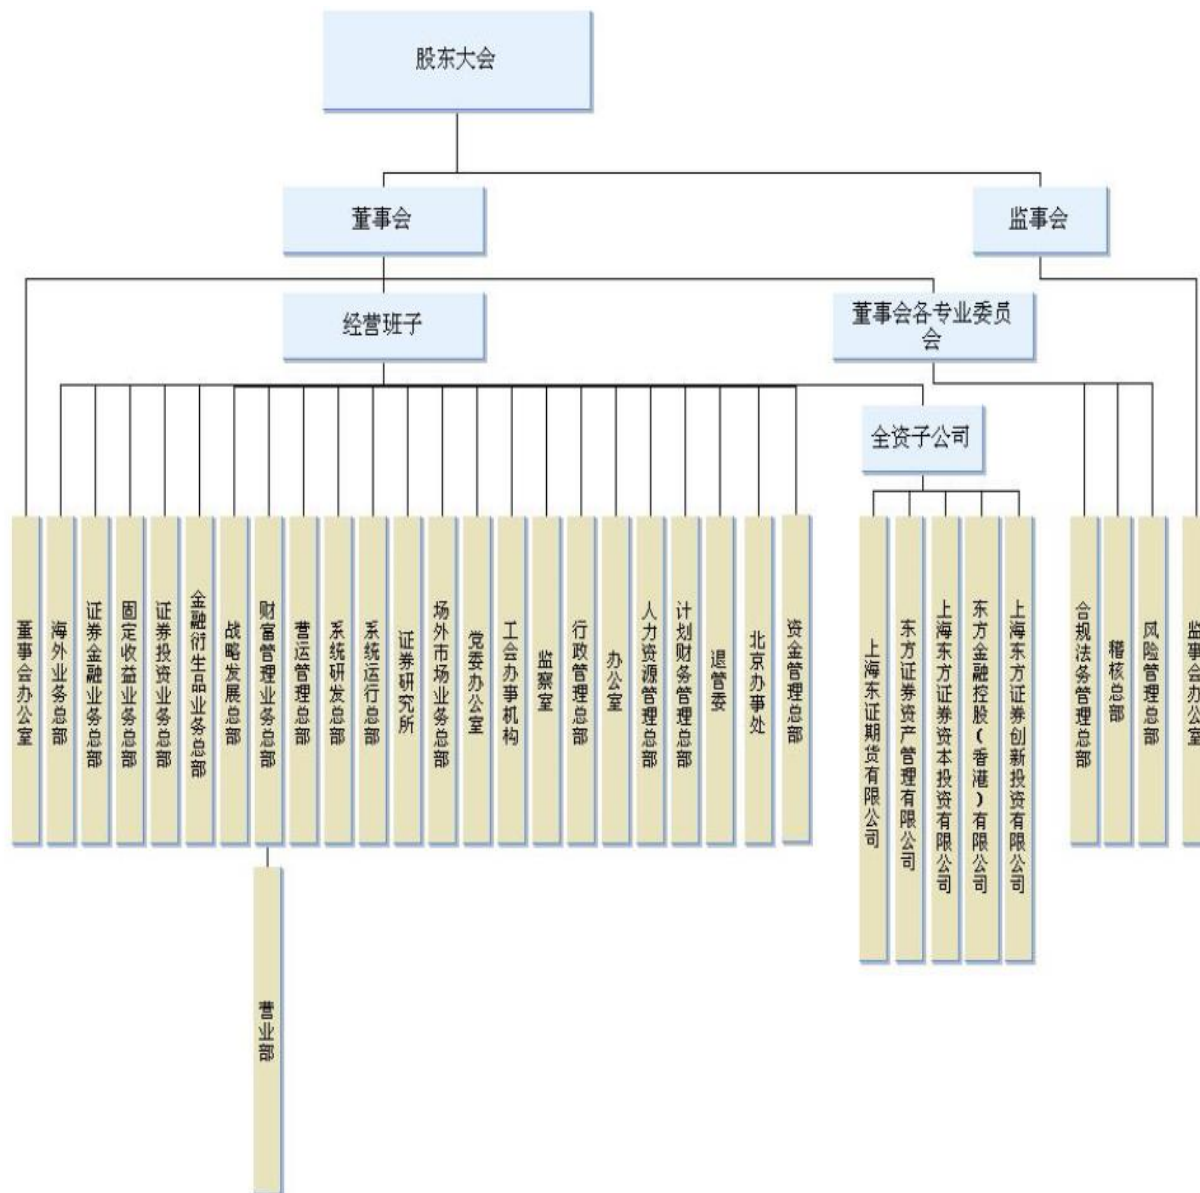 股东大会
董事会
监事会
经营班子
董事会各专业委员
会
全资子公司
董事会办公室
海外业务总部
证券金融业务总部
固定收益业务总部
证券投资业务总部
金融衍生品业务总部
战略发展总部
财富管理业务总部
营运管理总部
系统研发总部
系统运行总部
证券研究所
场外市场业务总部
党委办公室
工会办事机构
监察室
行政管理总部
办公室
人力资源管理总部
计划财务管理总部
退管委
北京办事处
资金管理总部
上海东证期货有限公司
东方证券资产管理有限公司
上海东方证券资本投资有限公司
东方金融控股(香港)有限公司
上海东方证券创新投资有限公司
合规法务管理总部
稽核总部
风险管理总部
监事会办公室
营业部